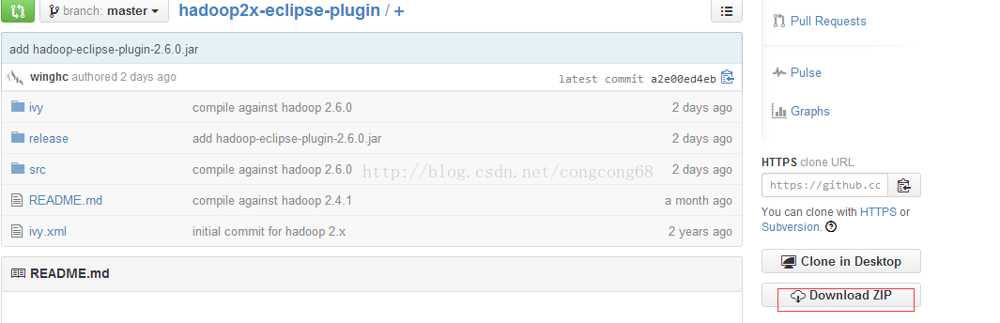 branch: master
hadoop2x-eclipse-plugin / +
add hadoop-eclipse-plugin-2.6.0.jar
winghc authored 2 days ago
latest commit a2e00ed4eb
ivy compile against hadoop 2.6.0 2 days ago
release add hadoop-eclipse-plugin-2.6.0.jar 2 days ago
src compile against hadoop 2.6.0 2 days ago
http://blog.csdn.net/congcong68
README.md compile against hadoop 2.4.1 a month ago
ivy.xml initial commit for hadoop 2.x 2 years ago
README.md
Pull Requests
Pulse
Graphs
HTTPS clone URL
https://github.cc
You can clone with HTTPS or
Subversion.
Clone in Desktop
Download ZIP